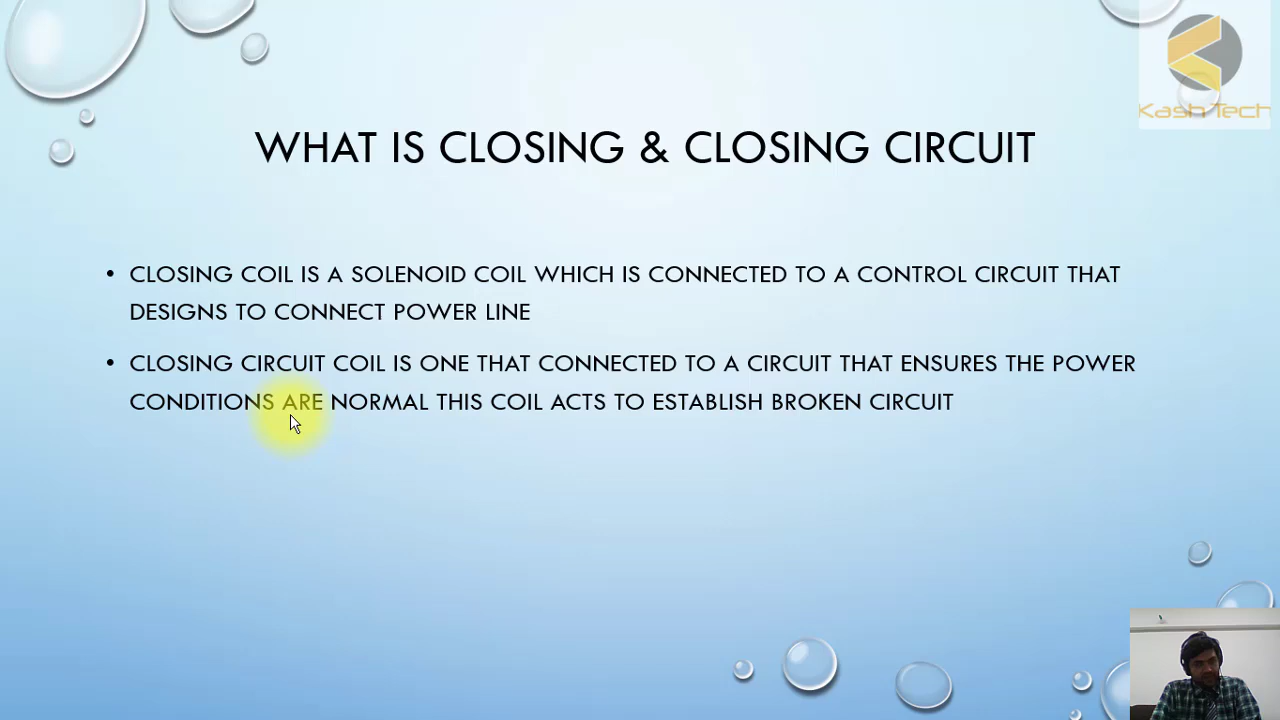 Kash Tech
WHAT IS CLOSING & CLOSING CIRCUIT
• CLOSING COIL IS A SOLENOID COIL WHICH IS CONNECTED TO A CONTROL CIRCUIT THAT
DESIGNS TO CONNECT POWER LINE
• CLOSING CIRCUIT COIL IS ONE THAT CONNECTED TO A CIRCUIT THAT ENSURES THE POWER
CONDITIONS ARE NORMAL THIS COIL ACTS TO ESTABLISH BROKEN CIRCUIT